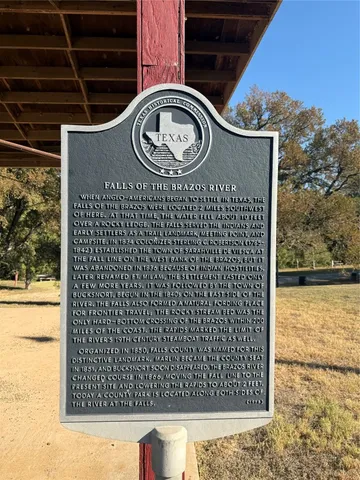 TEXAS HISTORICAL COMMISSION
TEXAS
FALLS OF THE BRAZOS RIVER
WHEN ANGLO-AMERICANS BEGAN TO SETTLE IN TEXAS, THE
FALLS OF THE BRAZOS WERE LOCATED 2 MILES SOUTHWEST
OF HERE. AT THAT TIME, THE WATER FELL ABOUT 10 FEET
OVER A ROCKY LEDGE. THE FALLS SERVED THE INDIANS AND
EARLY SETTLERS AS A TRAIL LANDMARK, MEETING POINT, AND
CAMPSITE. IN 1834 COLONIZER STERLING C. ROBERTSON (1785-
1842) ESTABLISHED THE TOWN OF SARAHVILLE DE VIESCA AT
THE FALL LINE ON THE WEST BANK OF THE BRAZOS, BUT IT
WAS ABANDONED IN 1836 BECAUSE OF INDIAN HOSTILITIES.
LATER RENAMED FT. MILAM, THE SETTLEMENT LASTED ONLY
A FEW MORE YEARS. IT WAS FOLLOWED BY THE TOWN OF
BUCKSNORT, BEGUN IN THE 1840s ON THE EAST SIDE OF THE
RIVER. THE FALLS ALSO FORMED A NATURAL FORDING PLACE
FOR FRONTIER TRAVEL. THE ROCKY STREAM BED WAS THE
ONLY HARD-BOTTOM CROSSING OF THE BRAZOS WITHIN 200
MILES OF THE COAST. THE RAPIDS MARKED THE LIMIT OF
THE RIVER'S 19TH CENTURY STEAMBOAT TRAFFIC AS WELL.
ORGANIZED IN 1850, FALLS COUNTY WAS NAMED FOR THIS
DISTINCTIVE LANDMARK. MARLIN BECAME THE COUNTY SEAT
IN 1851, AND BUCKSNORT SOON DISAPPEARED. THE BRAZOS RIVER
CHANGED COURSE IN 1866, MOVING THE FALL LINE TO THE
PRESENT SITE AND LOWERING THE RAPIDS TO ABOUT 2 FEET.
TODAY A COUNTY PARK IS LOCATED ALONG BOTH SIDES OF
THE RIVER AT THE FALLS.